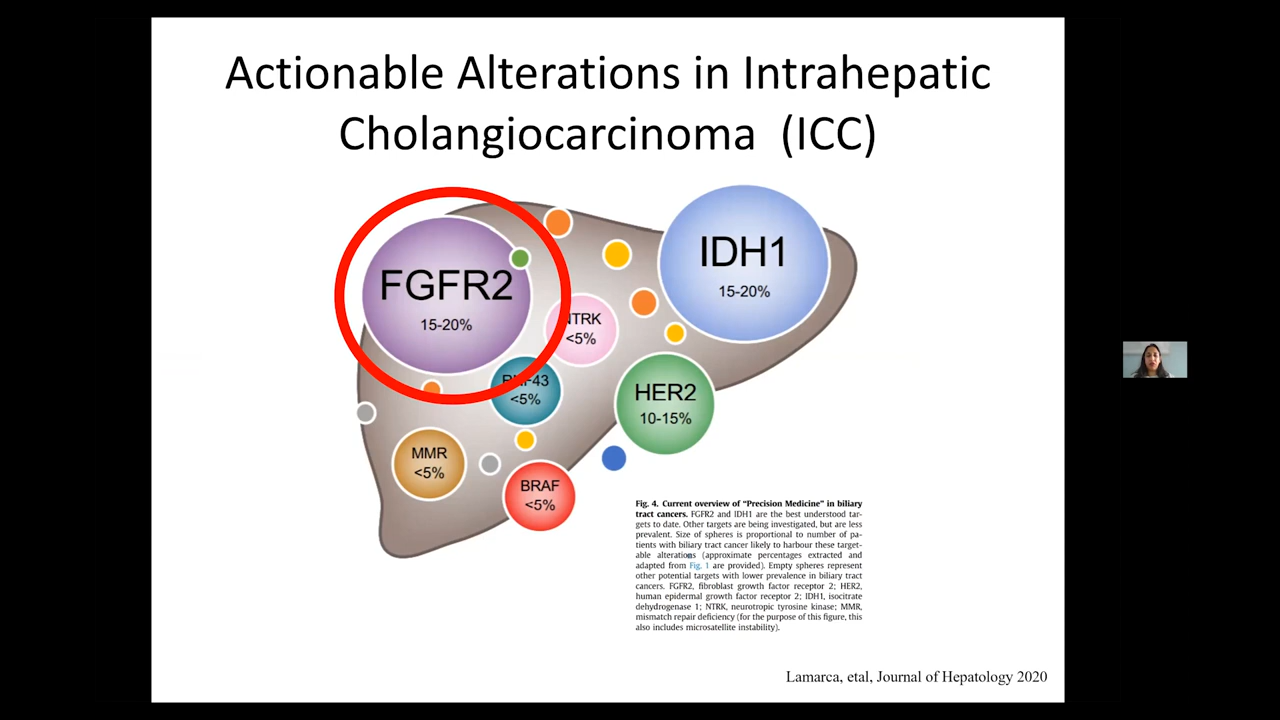 Actionable Alterations in Intrahepatic
Cholangiocarcinoma (ICC)
FGFR2
15-20%
IDH1
15-20%
NTRK
<5%
RNF43
<5%
HER2
10-15%
MMR
<5%
BRAF
<5%
Fig. 4. Current overview of “Precision Medicine” in biliary
tract cancers. FGFR2 and IDH1 are the best understood tar-
gets to date. Other targets are being investigated, but are less
prevalent. Size of spheres is proportional to number of pa-
tients with biliary tract cancer likely to harbour these target-
able alterations (approximate percentages extracted and
adapted from Fig. 1 are provided). Empty spheres represent
other potential targets with lower prevalence in biliary tract
cancers. FGFR2, fibroblast growth factor receptor 2; HER2,
human epidermal growth factor receptor 2; IDH1, isocitrate
dehydrogenase 1; NTRK, neurotropic tyrosine kinase; MMR,
mismatch repair deficiency (for the purpose of this figure, this
also includes microsatellite instability).
Lamarca, etal, Journal of Hepatology 2020